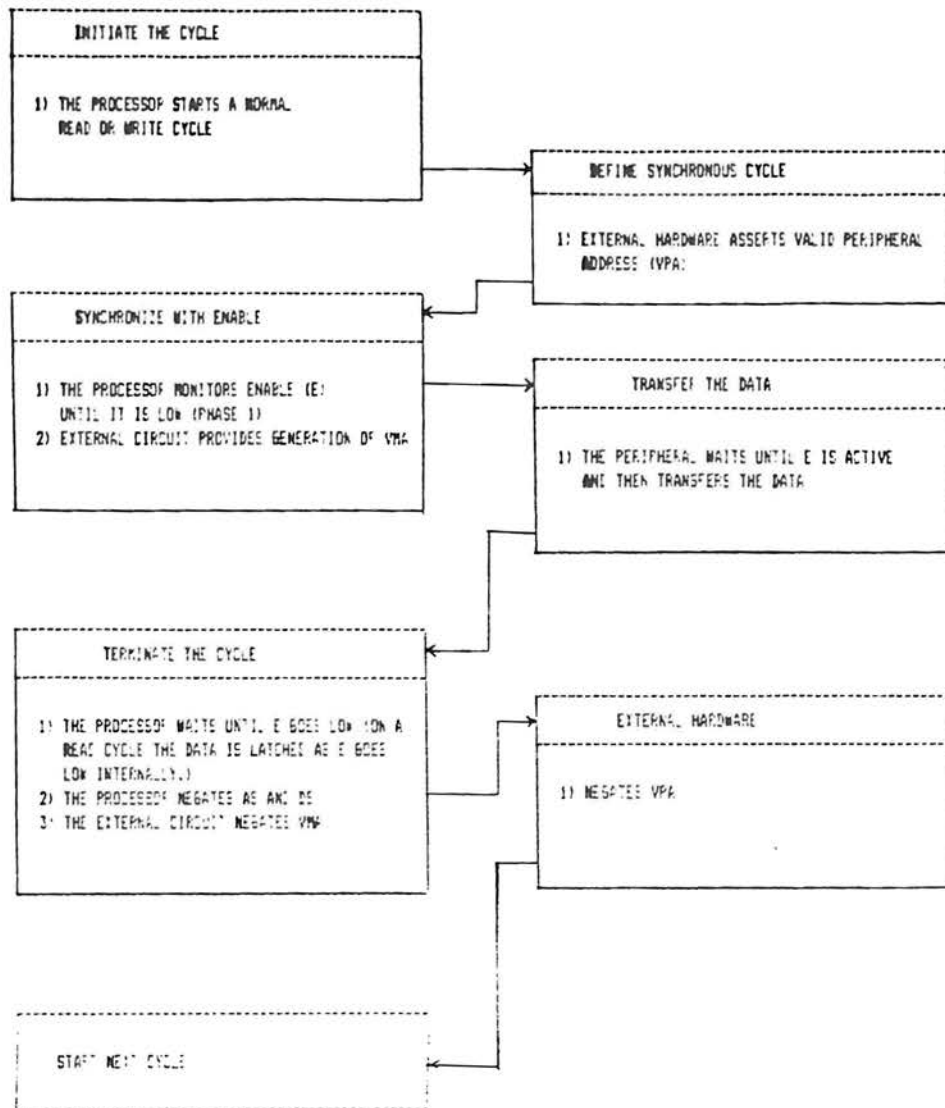 INITIATE THE CYCLE
1) THE PROCESSOR STARTS A NORMAL
READ OR WRITE CYCLE
DEFINE SYNCHRONOUS CYCLE
1) EXTERNAL HARDWARE ASSERTS VALID PERIPHERAL
ADDRESS (VPA)
SYNCHRONIZE WITH ENABLE
1) THE PROCESSOR MONITORS ENABLE (E)
UNTIL IT IS LOW (PHASE 1)
2) EXTERNAL CIRCUIT PROVIDES GENERATION OF VMA
TRANSFER THE DATA
1) THE PERIPHERAL WAITS UNTIL E IS ACTIVE
AND THEN TRANSFERS THE DATA
TERMINATE THE CYCLE
1) THE PROCESSOR WAITS UNTIL E GOES LOW (ON A
READ CYCLE THE DATA IS LATCHES AS E GOES
LOW INTERNALLY.)
2) THE PROCESSOR NEGATES AS AND DS
3) THE EXTERNAL CIRCUIT NEGATES VMA
EXTERNAL HARDWARE
1) NEGATES VPA
START NEXT CYCLE